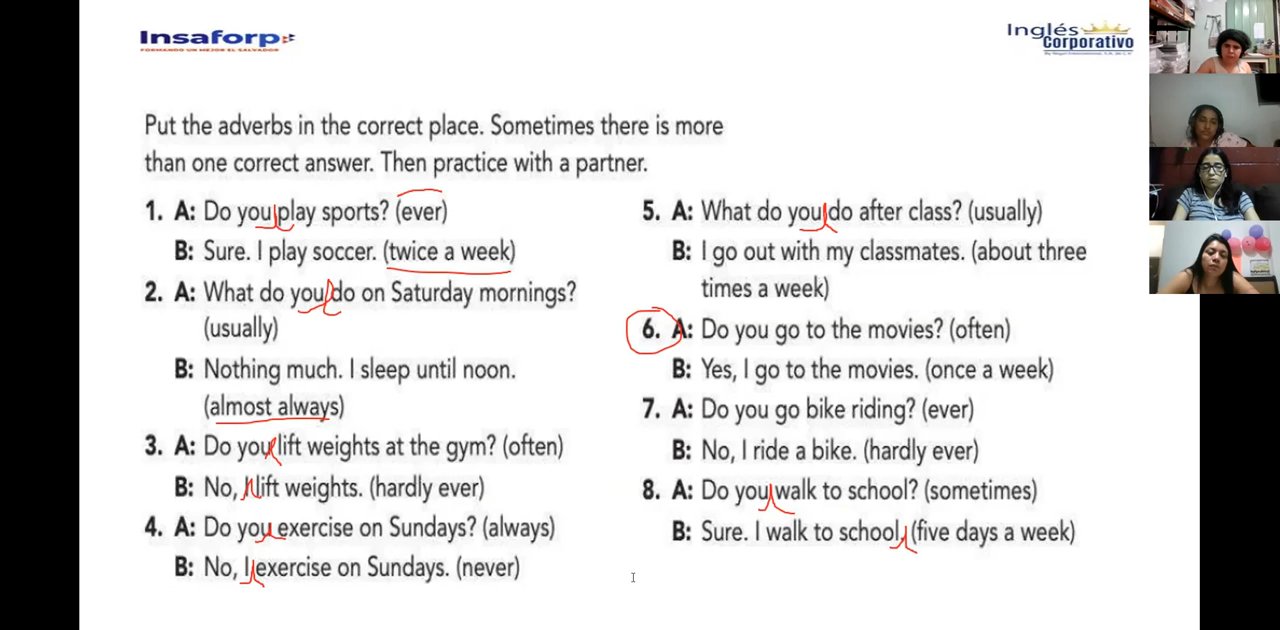 Insaforp
FORMANDO UN MEJOR EL SALVADOR
Inglés
Corporativo
Put the adverbs in the correct place. Sometimes there is more
than one correct answer. Then practice with a partner.
1. A: Do you play sports? (ever)
B: Sure. I play soccer. (twice a week)
2. A: What do you do on Saturday mornings?
(usually)
B: Nothing much. I sleep until noon.
(almost always)
3. A: Do you lift weights at the gym? (often)
B: No, I lift weights. (hardly ever)
4. A: Do you exercise on Sundays? (always)
B: No, I exercise on Sundays. (never)
5. A: What do you do after class? (usually)
B: I go out with my classmates. (about three
times a week)
6. A: Do you go to the movies? (often)
B: Yes, I go to the movies. (once a week)
7. A: Do you go bike riding? (ever)
B: No, I ride a bike. (hardly ever)
8. A: Do you walk to school? (sometimes)
B: Sure. I walk to school. (five days a week)